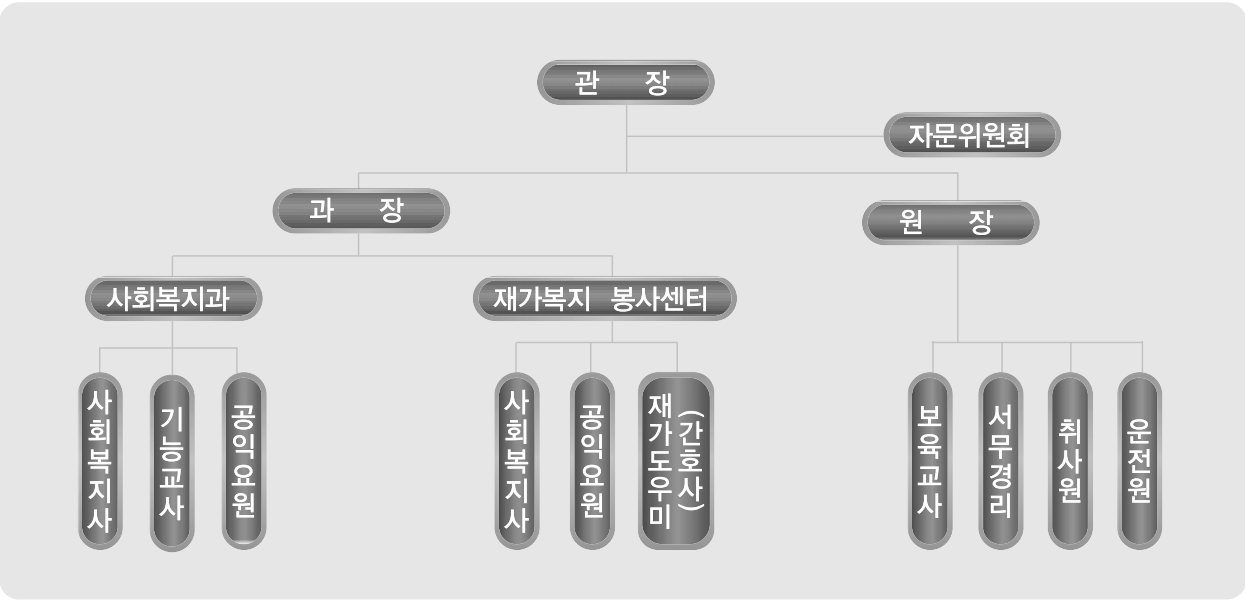 관 장
자문위원회
과 장
원 장
사회복지과
재가복지 봉사센터
사회복지사
기능교사
공익요원
사회복지사
공익요원
재가도우미
(간호사)
보육교사
서무경리
취사원
운전원